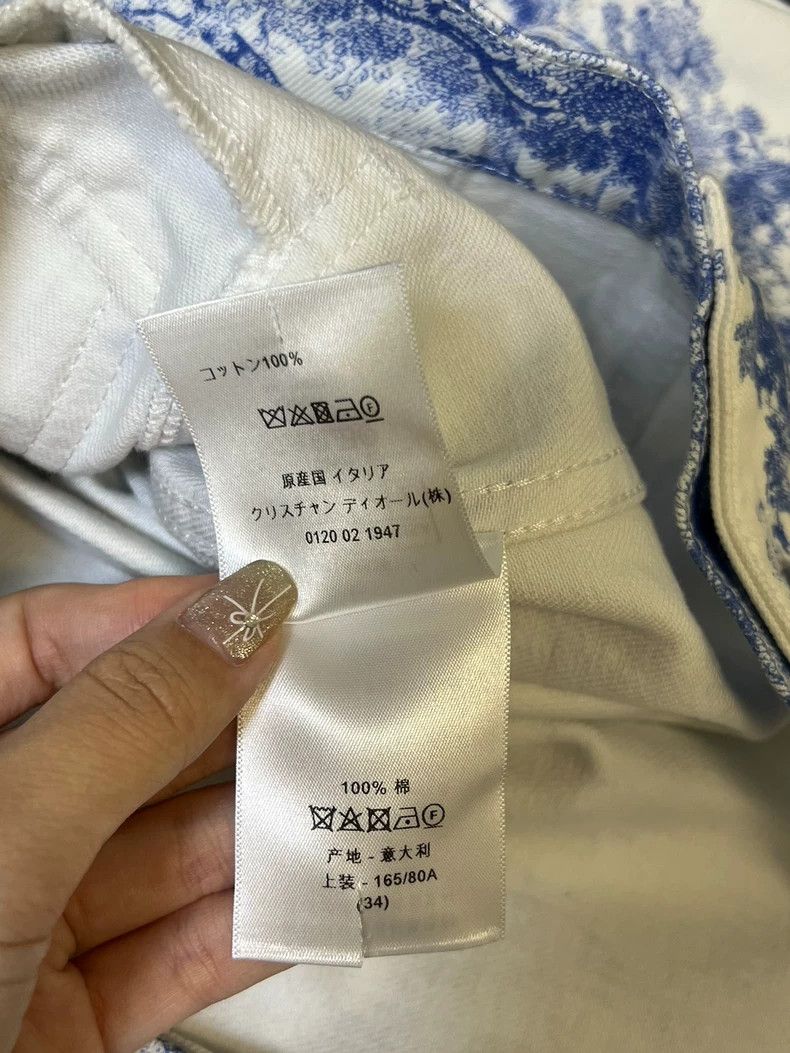 コットン100%
F
原産国 イタリア
クリスチャン ディオール(株)
0120 02 1947
100% 棉
F
产地 - 意大利
上装 - 165/80A
(34)